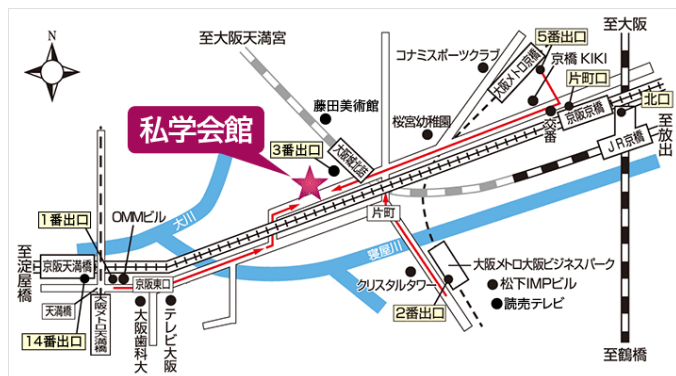 N
至大阪天満宮
コナミスポーツクラブ
大阪メトロ京橋
5番出口
至大阪
京橋 KIKI
片町口
北口
藤田美術館
桜宮幼稚園
交番
京阪京橋
至放出
JR京橋
私学会館
3番出口
大阪城北詰
1番出口
OMMビル
大川
片町
寝屋川
至淀屋橋
京阪天満橋
京阪東口
天満橋
大阪メトロ天満橋
14番出口
大阪歯科大
テレビ大阪
クリスタルタワー
2番出口
大阪メトロ大阪ビジネスパーク
松下IMPビル
読売テレビ
至鶴橋